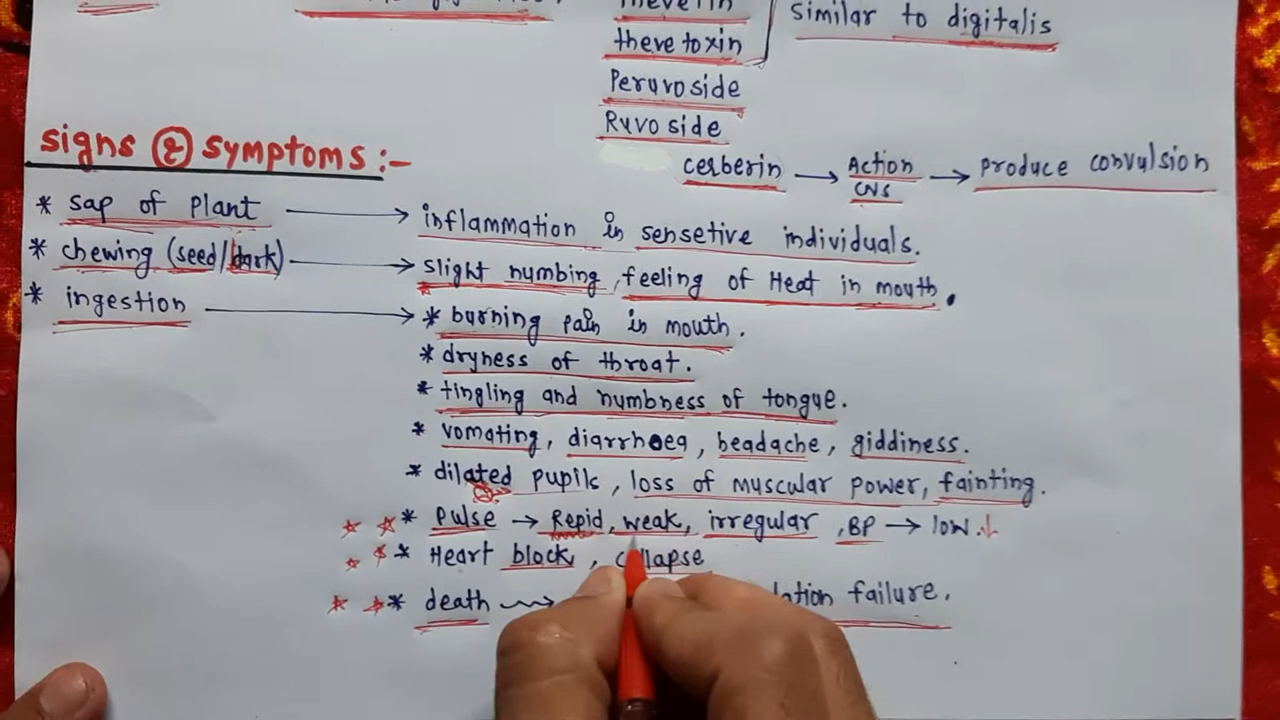 similar to digitalis
thevetoxin
Peruvoside
Ruvoside
signs & symptoms :-
cerberin → Action CNS → produce convulsion
* sap of Plant → inflammation in sensetive individuals.
* chewing (seed/bark) → slight numbing, feeling of Heat in mouth.
* ingestion → * burning pain in mouth.
* dryness of throat.
* tingling and numbness of tongue.
* vomating, diarrhoea, headache, giddiness.
* dilated pupils, loss of muscular power, fainting.
* Pulse → Repid, weak, irregular, BP → low. ↓
* Heart block, collapse
* death failure.